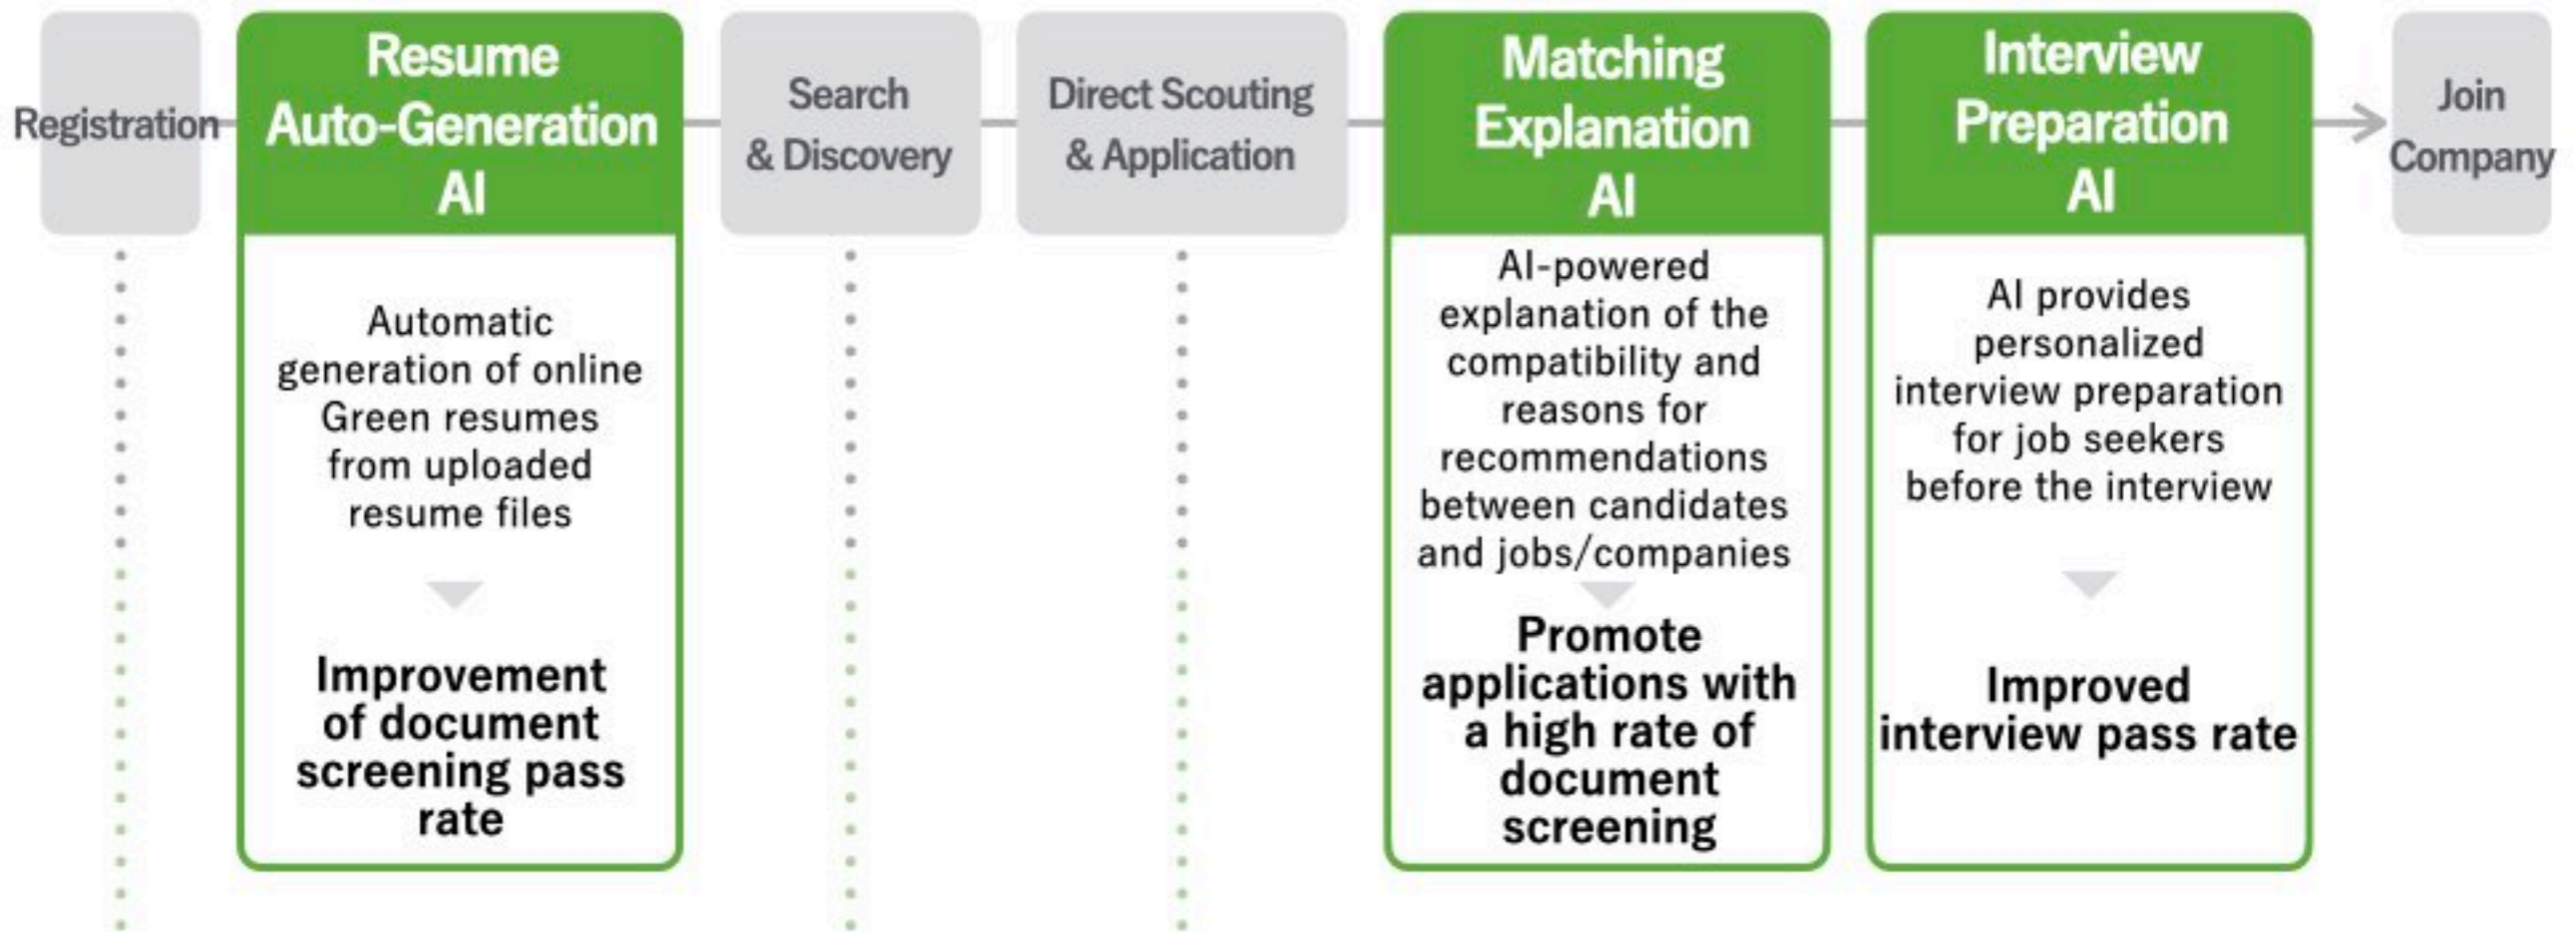 Registration
Resume
Auto-Generation
AI
Automatic
generation of online
Green resumes
from uploaded
resume files
Improvement
of document
screening pass
rate
Search
& Discovery
Direct Scouting
& Application
Matching
Explanation
AI
AI-powered
explanation of the
compatibility and
reasons for
recommendations
between candidates
and jobs/companies
Promote
applications with
a high rate of
document
screening
Interview
Preparation
AI
AI provides
personalized
interview preparation
for job seekers
before the interview
Improved
interview pass rate
Join
Company